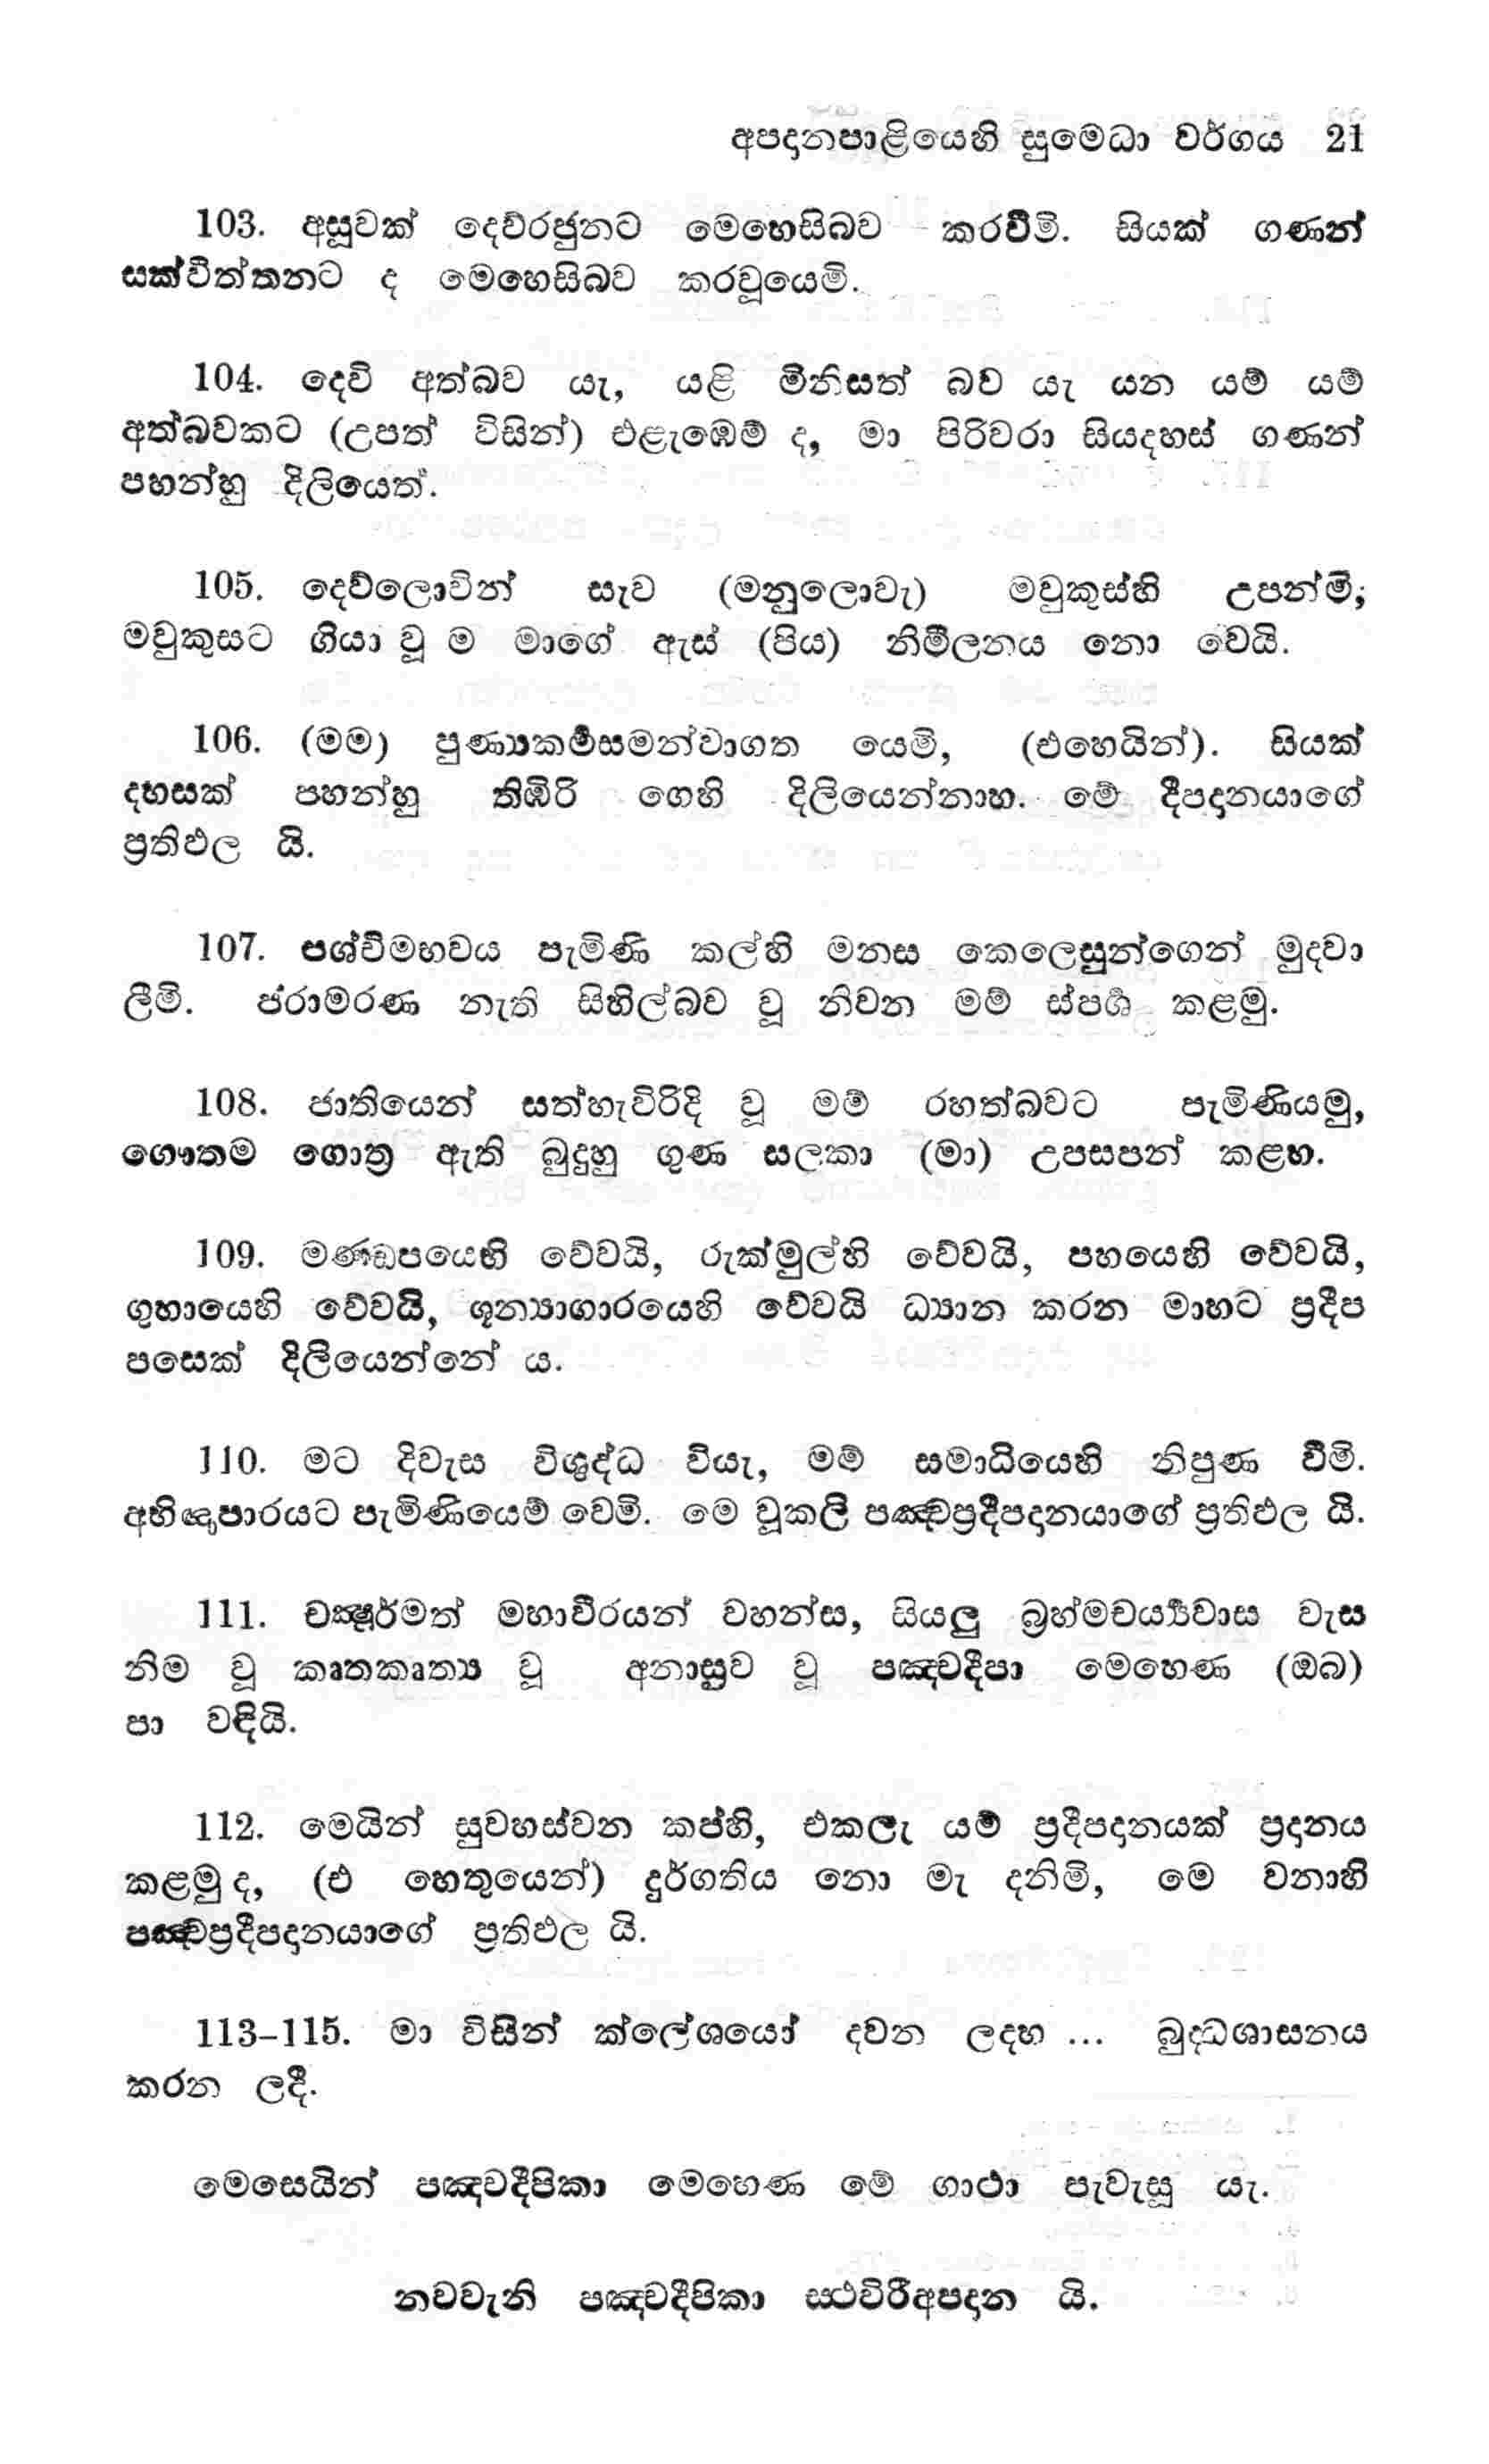 අපදානපාළියෙහි සුමෙධා වර්ගය 21
103. අසූවක් දෙව්රජුනට මෙහෙසිබව කරවීමි. සියක් ගණන්
සක්විත්තනට ද මෙහෙසිබව කරවූයෙමි.
104. දෙව් අත්බව යැ, යළි මිනිසත් බව යැ යන යම් යම්
අත්බවකට (උපත් විසින්) එළැඹෙම් ද, මා පිරිවරා සියදහස් ගණන්
පහන්හු දිලියෙත්.
105. දෙව්ලොවින් සැව (මනුලොවැ) මවුකුස්හි උපන්මි;
මවුකුසට ගියා වූ ම මාගේ ඇස් (පිය) නිමීලනය නො වෙයි.
106. (මම) පුණ්‍යකර්‍මසමන්වාගත යෙමි, (එහෙයින්). සියක්
දහසක් පහන්හු තිඹිරි ගෙහි දිලියෙන්නාහ. මේ දීපදානයාගේ
ප්‍රතිඵල යි.
107. පශ්චිමභවය පැමිණි කල්හි මනස කෙලෙසුන්ගෙන් මුදවා
ලීමි. ජරාමරණ නැති සිහිල්බව වූ නිවන මම් ස්පර්‍ශ කළමු.
108. ජාතියෙන් සත්හැවිරිදි වූ මම් රහත්බවට පැමිණියමු,
ගෞතම ගොත්‍ර ඇති බුදුහු ගුණ සලකා (මා) උපසපන් කළහ.
109. මණ්ඩපයෙහි වේවයි, රුක්මුල්හි වේවයි, පහයෙහි වේවයි,
ගුහායෙහි වේවයි, ශූන්‍යාගාරයෙහි වේවයි ධ්‍යාන කරන මාහට ප්‍රදීප
පසෙක් දිලියෙන්නේ ය.
110. මට දිවැස විශුද්ධ වියැ, මම් සමාධියෙහි නිපුණ වීමි.
අභිඥාපාරයට පැමිණියෙම් වෙමි. මෙ වූකලි පඤ්චප්‍රදීපදානයාගේ ප්‍රතිඵල යි.
111. චක්‍ෂුර්මත් මහාවීරයන් වහන්ස, සියලු බ්‍රහ්මචර්‍ය්‍යවාස වැස
නිම වූ කෘතකෘත්‍ය වූ අනාස්‍රව වූ පඤ්චදීපා මෙහෙණ (ඔබ)
පා වඳියි.
112. මෙයින් සුවහස්වන කප්හි, එකලැ යම් ප්‍රදීපදානයක් ප්‍රදානය
කළමු ද, (එ හෙතුයෙන්) දුර්ගතිය නො මැ දනිමි, මෙ වනාහි
පඤ්චප්‍රදීපදානයාගේ ප්‍රතිඵල යි.
113-115. මා විසින් ක්ලේශයෝ දවන ලදහ ... බුද්ධශාසනය
කරන ලදී.
මෙසෙයින් පඤ්චදීපිකා මෙහෙණ මේ ගාථා පැවැසූ යැ.
නවවැනි පඤ්චදීපිකා ස්ථවිරීඅපදාන යි.